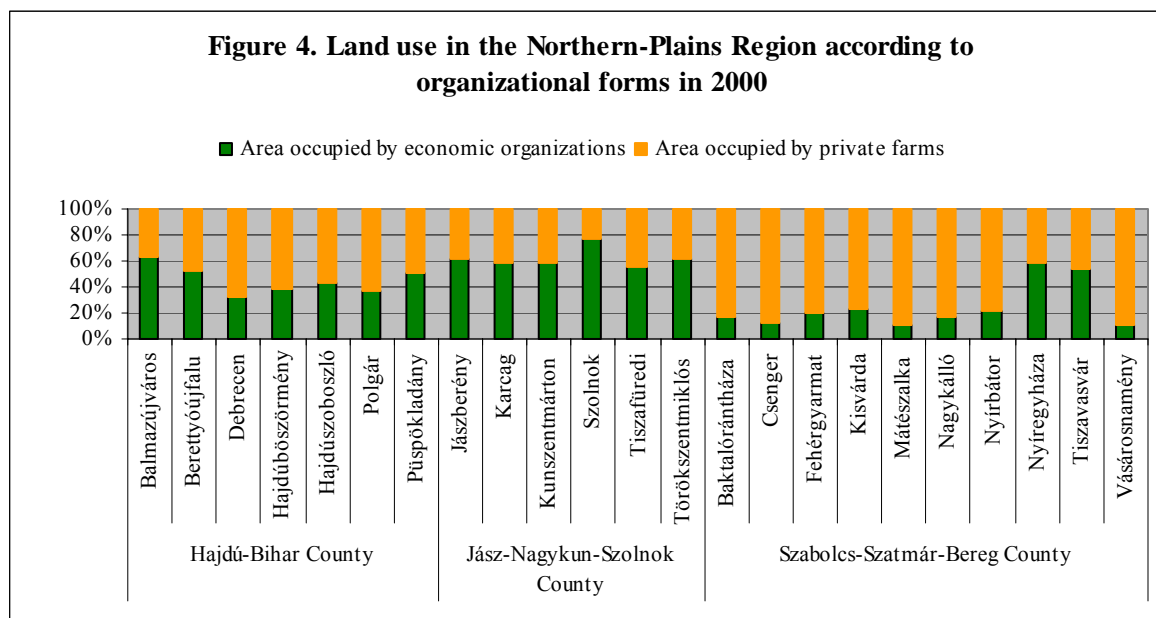 Figure 4. Land use in the Northern-Plains Region according to
organizational forms in 2000
Area occupied by economic organizations Area occupied by private farms
100%
80%
60%
40%
20%
0%
Balmazújváros
Berettyóújfalu
Debrecen
Hajdúböszörmény
Hajdúszoboszló
Polgár
Püspökladány
Jászberény
Karcag
Kunszentmárton
Szolnok
Tiszafüredi
Törökszentmiklós
Baktalórántháza
Csenger
Fehérgyarmat
Kisvárda
Mátészalka
Nagykálló
Nyírbátor
Nyíregyháza
Tiszavasvár
Vásárosnamény
Hajdú-Bihar County
Jász-Nagykun-Szolnok
County
Szabolcs-Szatmár-Bereg County